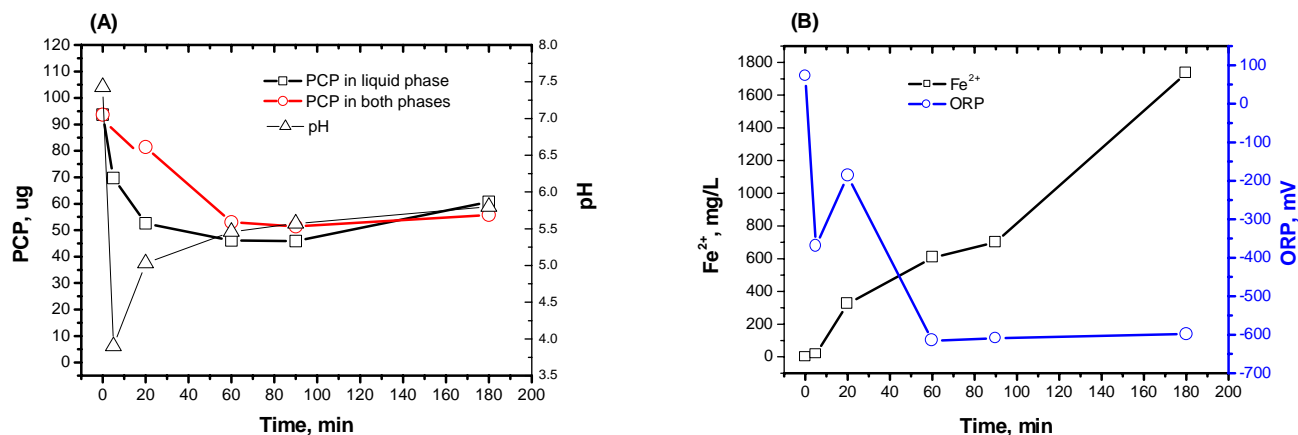 (A)
120
110
100
90
80
70
60
50
40
30
20
10
0
PCP, ug
8.0
7.5
7.0
6.5
6.0
5.5
5.0
4.5
4.0
3.5
pH
PCP in liquid phase
PCP in both phases
pH
0 20 40 60 80 100 120 140 160 180 200
Time, min
(B)
1800
1600
1400
1200
1000
800
600
400
200
0
Fe²⁺, mg/L
100
0
-100
-200
-300
-400
-500
-600
-700
ORP, mV
Fe²⁺
ORP
0 20 40 60 80 100 120 140 160 180 200
Time, min